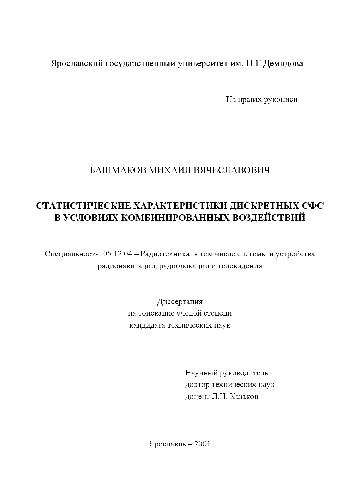 Ярославский государственный университет им. П.Г. Демидова
На правах рукописи
БАШМАКОВ МИХАИЛ ВЯЧЕСЛАВОВИЧ
СТАТИСТИЧЕСКИЕ ХАРАКТЕРИСТИКИ ДИСКРЕТНЫХ СФС
В УСЛОВИЯХ КОМБИНИРОВАННЫХ ВОЗДЕЙСТВИЙ
Специальность 05.12.04 – Радиотехника, в том числе системы и устройства
радионавигации, радиолокации и телевидения
Диссертация
на соискание ученой степени
кандидата технических наук
Научный руководитель
доктор технических наук
доцент Л.Н. Казаков
Ярославль – 2001